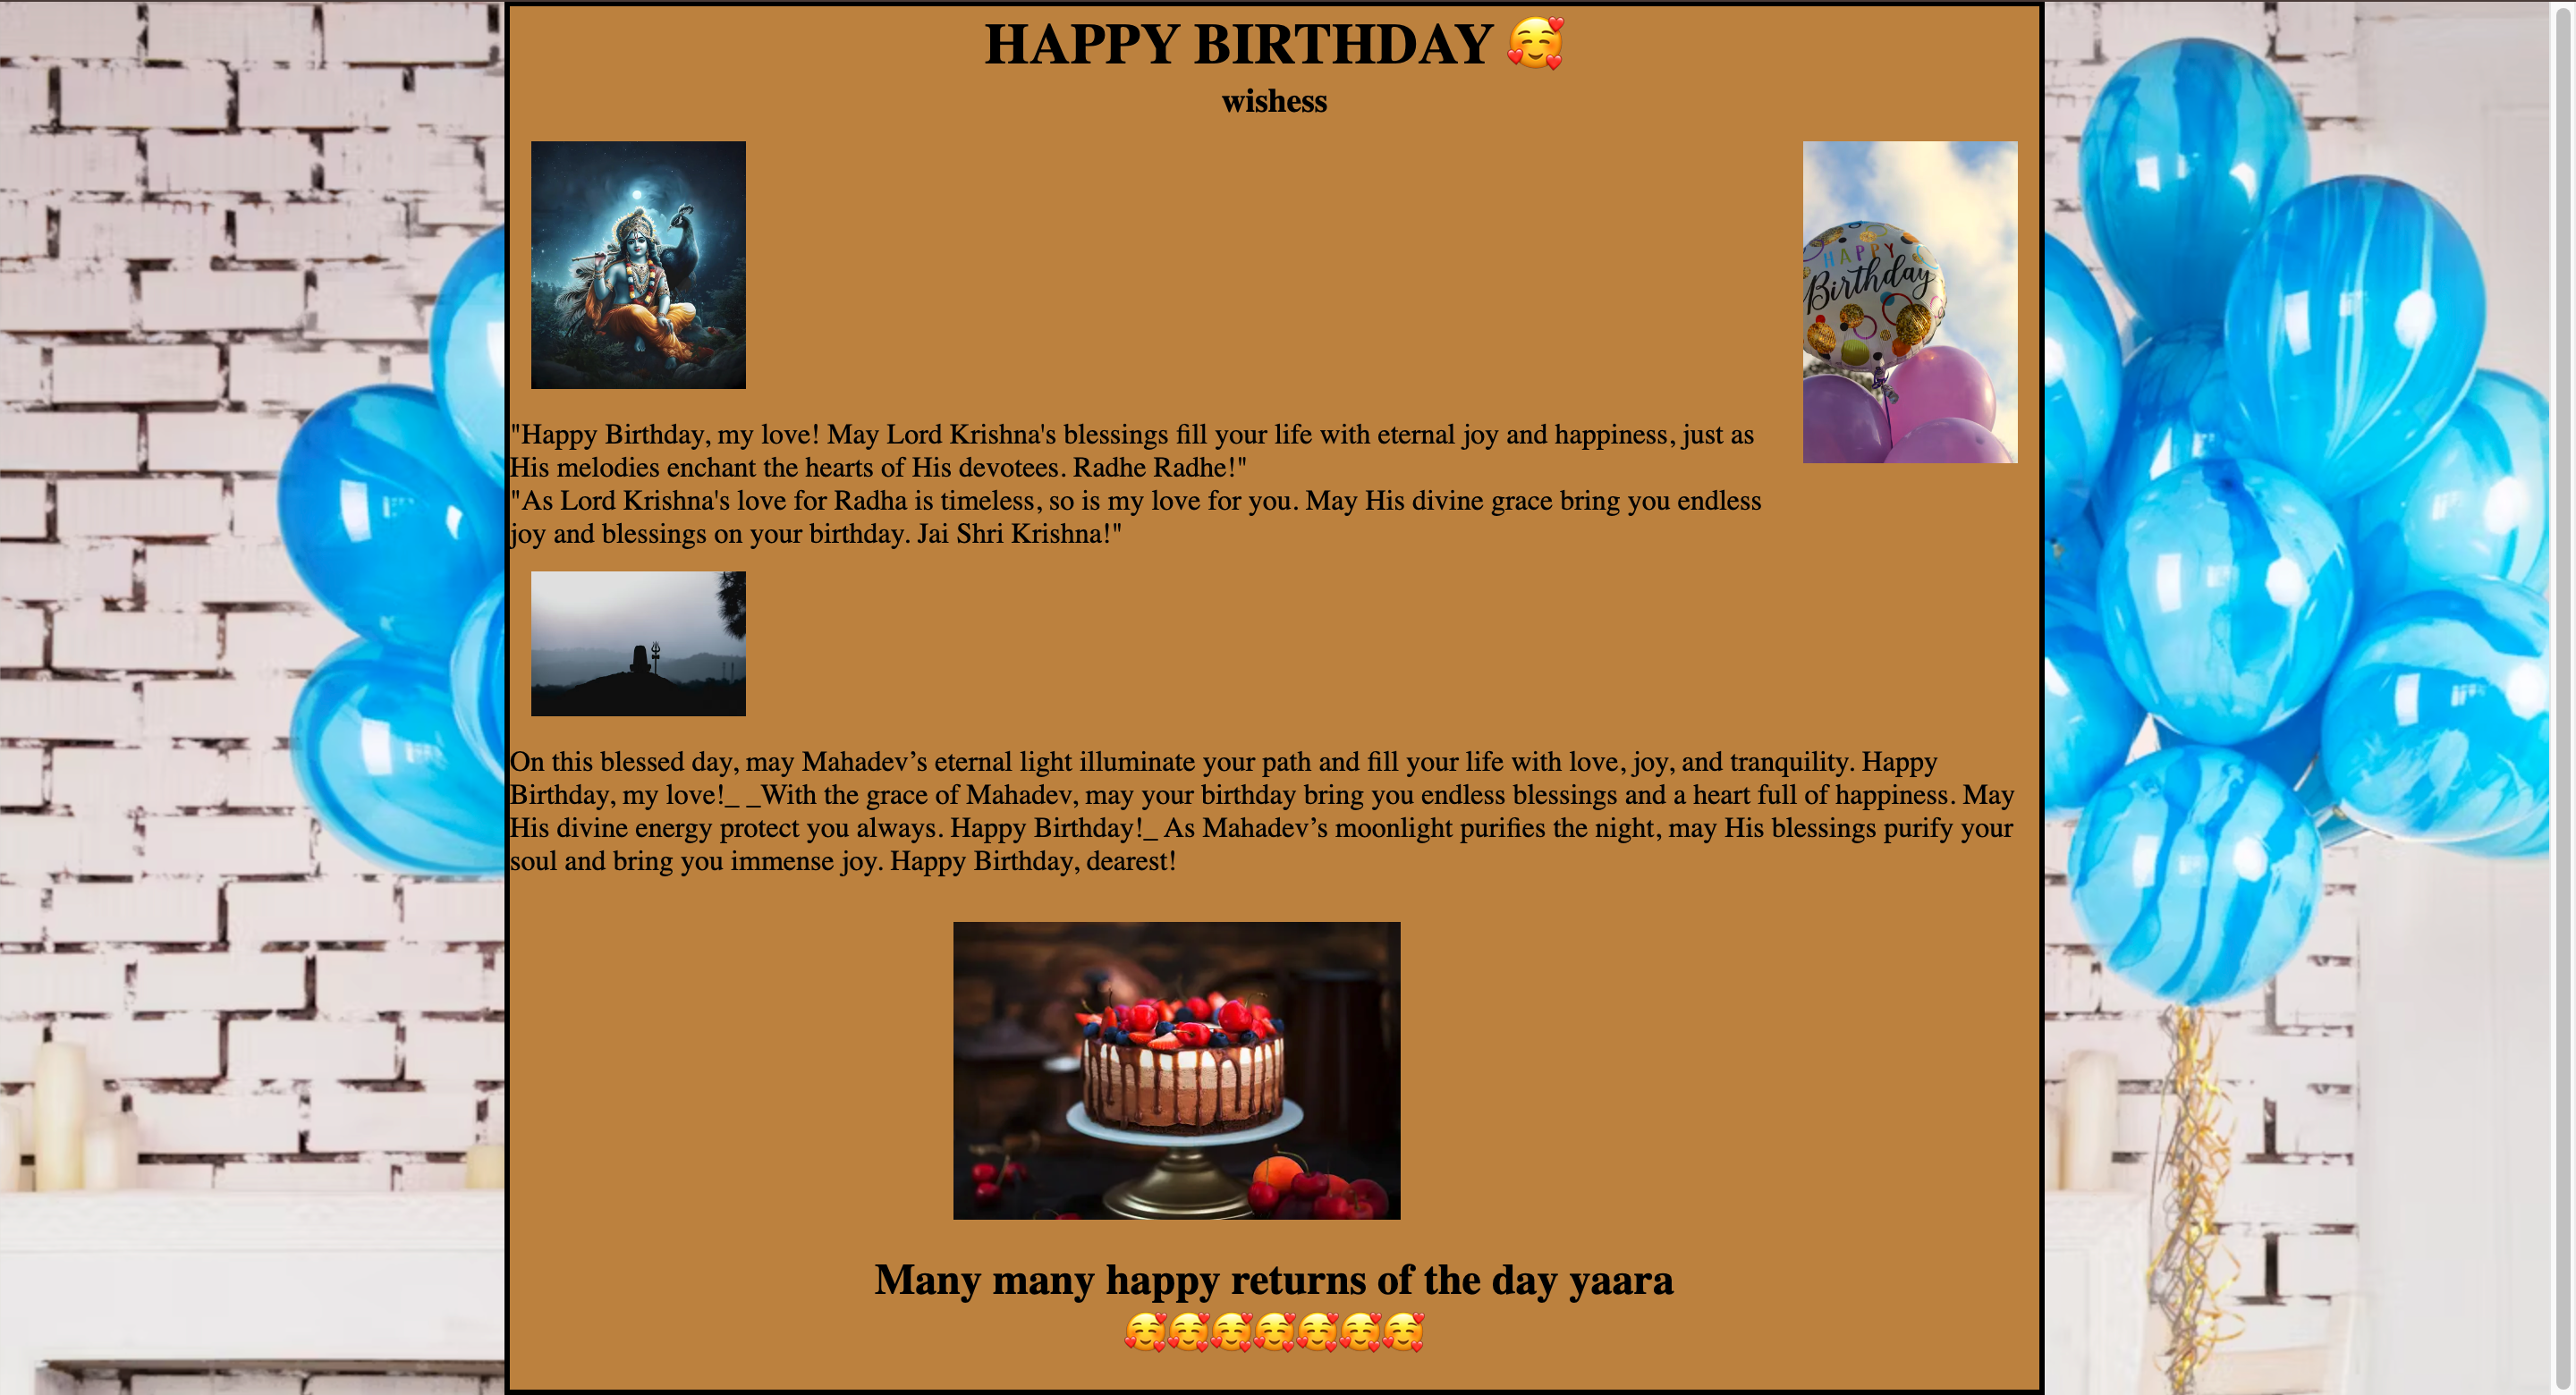 HAPPY BIRTHDAY 🥰
wishess
HAPPY
Birthday
"Happy Birthday, my love! May Lord Krishna's blessings fill your life with eternal joy and happiness, just as
His melodies enchant the hearts of His devotees. Radhe Radhe!"
"As Lord Krishna's love for Radha is timeless, so is my love for you. May His divine grace bring you endless
joy and blessings on your birthday. Jai Shri Krishna!"
On this blessed day, may Mahadev’s eternal light illuminate your path and fill your life with love, joy, and tranquility. Happy
Birthday, my love!_ _With the grace of Mahadev, may your birthday bring you endless blessings and a heart full of happiness. May
His divine energy protect you always. Happy Birthday!_ As Mahadev’s moonlight purifies the night, may His blessings purify your
soul and bring you immense joy. Happy Birthday, dearest!
Many many happy returns of the day yaara
🥰🥰🥰🥰🥰🥰🥰